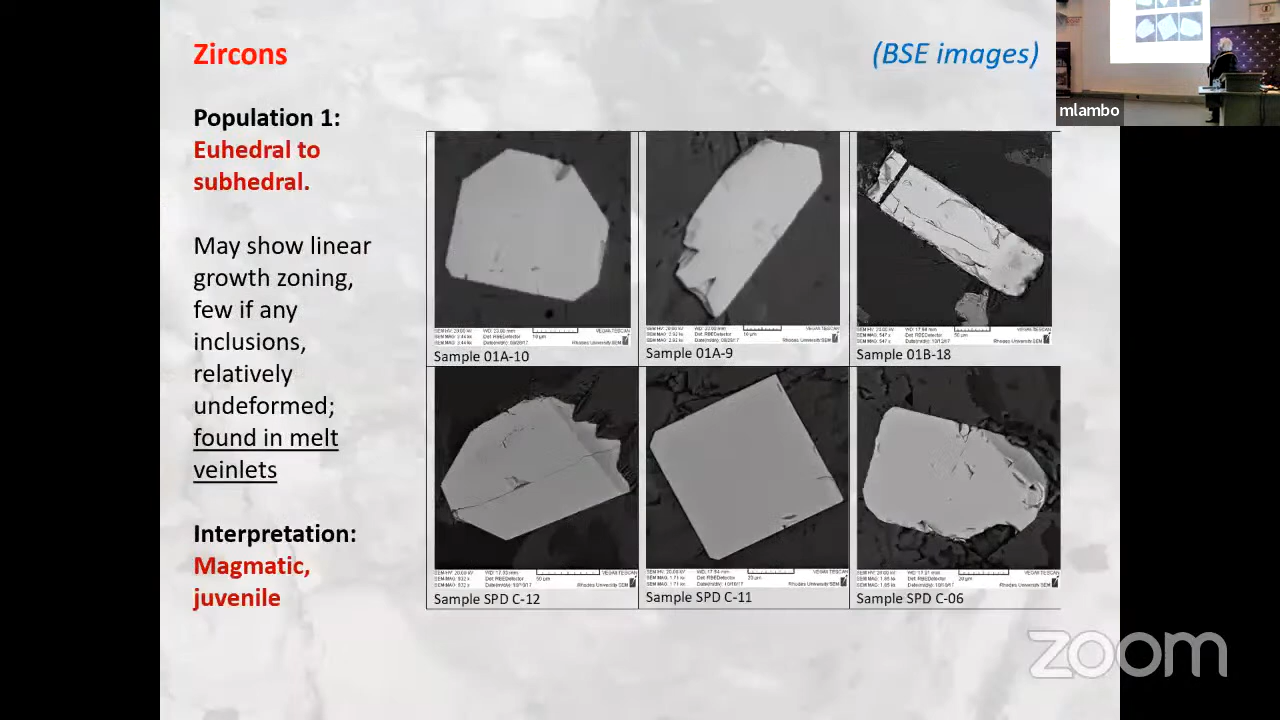 Zircons
(BSE images)
mlambo
Population 1:
Euhedral to
subhedral.
May show linear
growth zoning,
few if any
inclusions,
relatively
undeformed;
found in melt
veinlets
Interpretation:
Magmatic,
juvenile
Sample 01A-10
Sample 01A-9
Sample 01B-18
Sample SPD C-12
Sample SPD C-11
Sample SPD C-06
zoom